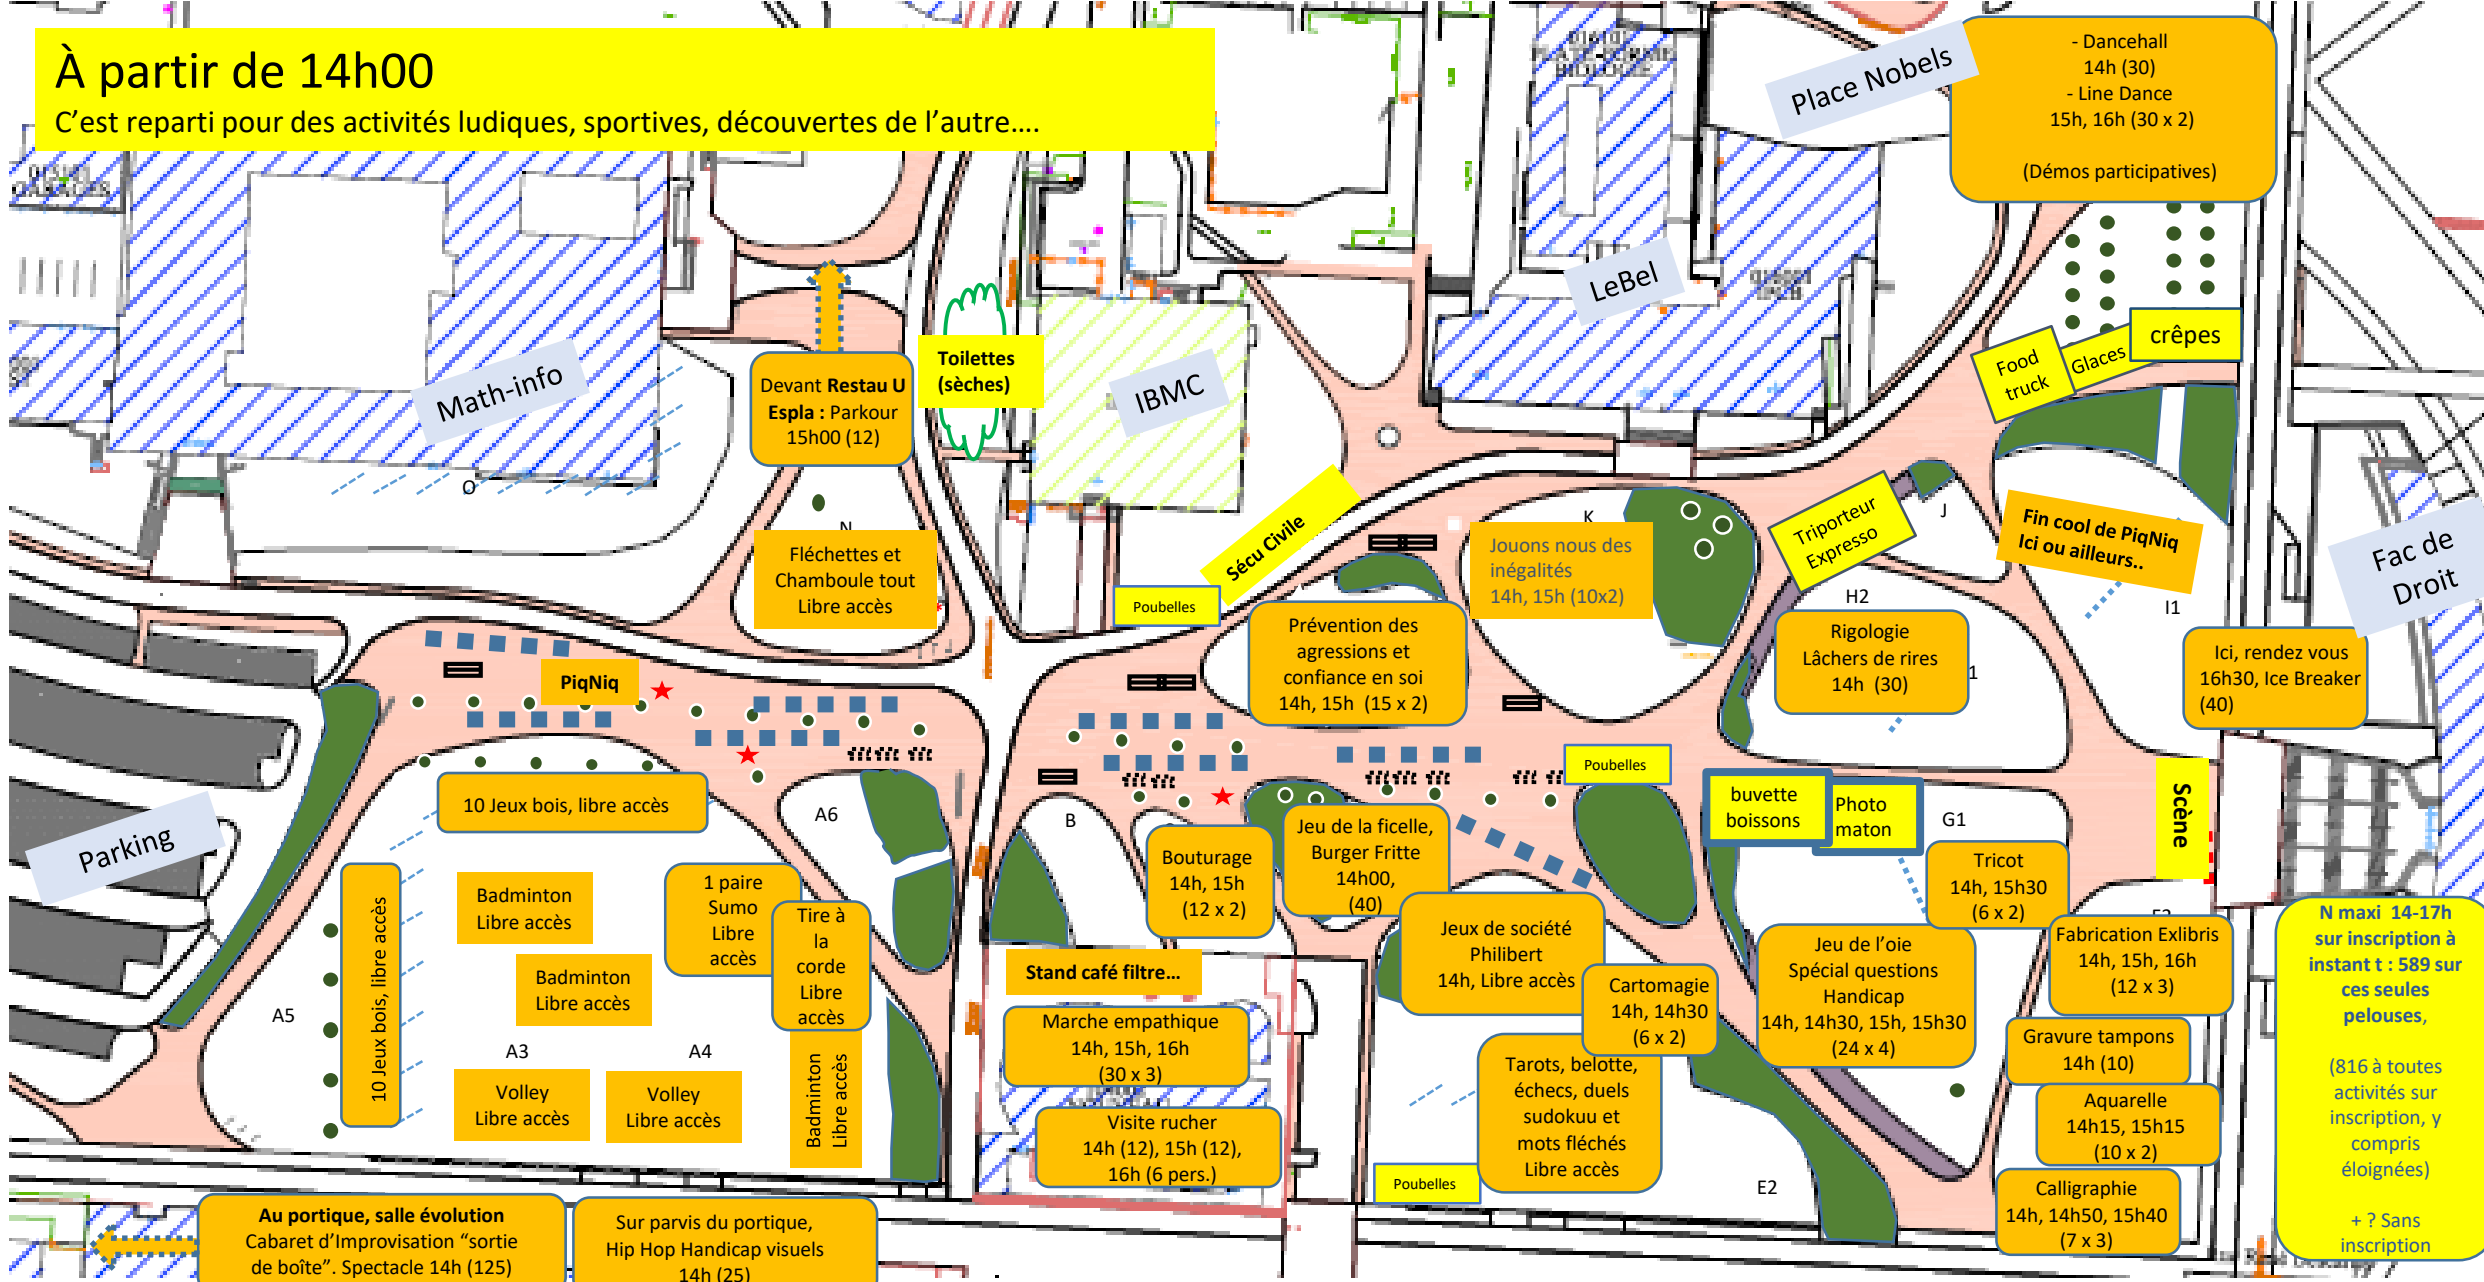 À partir de 14h00
C'est reparti pour des activités ludiques, sportives, découvertes de l'autre....
Place Nobels
- Dancehall
14h (30)
- Line Dance
15h, 16h (30 x 2)
(Démos participatives)
LeBel
Food
truck
Glaces
crêpes
Math-info
Devant Restau U
Espla : Parkour
15h00 (12)
Toilettes
(sèches)
IBMC
O
N
Fléchettes et
Chamboule tout
Libre accès
Sécu Civile
Poubelles
K
Jouons nous des
inégalités
14h, 15h (10x2)
Triporteur
Expresso
J
Fin cool de PiqNiq
Ici ou ailleurs..
Fac de
Droit
H2
I1
Prévention des
agressions et
confiance en soi
14h, 15h (15 x 2)
Rigologie
Lâchers de rires
14h (30)
1
Ici, rendez vous
16h30, Ice Breaker
(40)
PiqNiq
10 Jeux bois, libre accès
A6
B
Poubelles
buvette
boissons
Photo
maton
G1
Scène
Parking
Bouturage
14h, 15h
(12 x 2)
Jeu de la ficelle,
Burger Fritte
14h00,
(40)
Tricot
14h, 15h30
(6 x 2)
10 Jeux bois, libre accès
Badminton
Libre accès
1 paire
Sumo
Libre
accès
Tire à
la
corde
Libre
accès
Badminton
Libre accès
A5
A3
A4
Volley
Libre accès
Volley
Libre accès
Badminton
Libre accès
Stand café filtre...
Marche empathique
14h, 15h, 16h
(30 x 3)
Visite rucher
14h (12), 15h (12),
16h (6 pers.)
Jeux de société
Philibert
14h, Libre accès
Cartomagie
14h, 14h30
(6 x 2)
Tarots, belotte,
échecs, duels
sudokuu et
mots fléchés
Libre accès
Poubelles
Jeu de l'oie
Spécial questions
Handicap
14h, 14h30, 15h, 15h30
(24 x 4)
E2
Fabrication Exlibris
14h, 15h, 16h
(12 x 3)
Gravure tampons
14h (10)
Aquarelle
14h15, 15h15
(10 x 2)
Calligraphie
14h, 14h50, 15h40
(7 x 3)
N maxi 14-17h
sur inscription à
instant t : 589 sur
ces seules
pelouses,
(816 à toutes
activités sur
inscription, y
compris
éloignées)
+ ? Sans
inscription
Au portique, salle évolution
Cabaret d'Improvisation "sortie
de boîte". Spectacle 14h (125)
Sur parvis du portique,
Hip Hop Handicap visuels
14h (25)